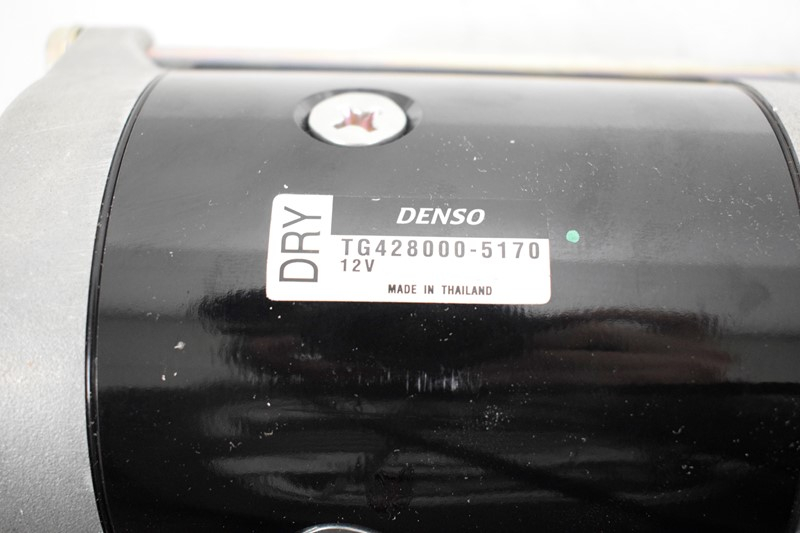 DRY
DENSO
TG428000-5170
12V
MADE IN THAILAND